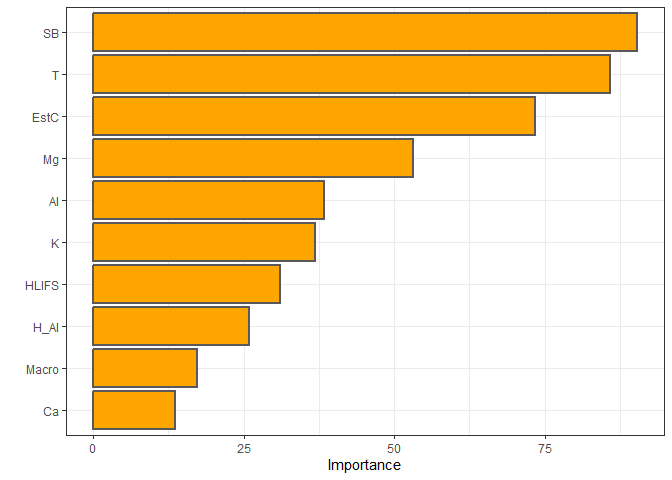 SB
T
EstC
Mg
Al
K
HLIFS
H_Al
Macro
Ca
0 25 50 75
Importance